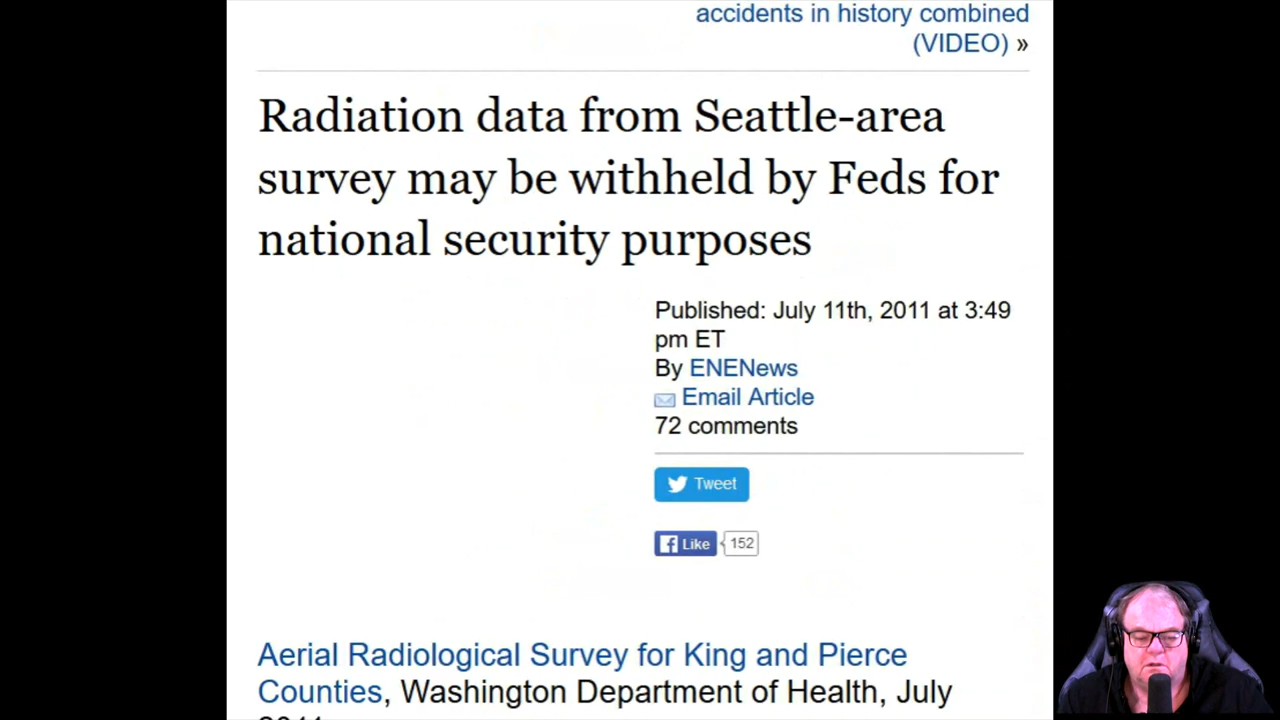 accidents in history combined
(VIDEO) »
Radiation data from Seattle-area
survey may be withheld by Feds for
national security purposes
Published: July 11th, 2011 at 3:49
pm ET
By ENENews
Email Article
72 comments
Tweet
Like 152
Aerial Radiological Survey for King and Pierce
Counties, Washington Department of Health, July